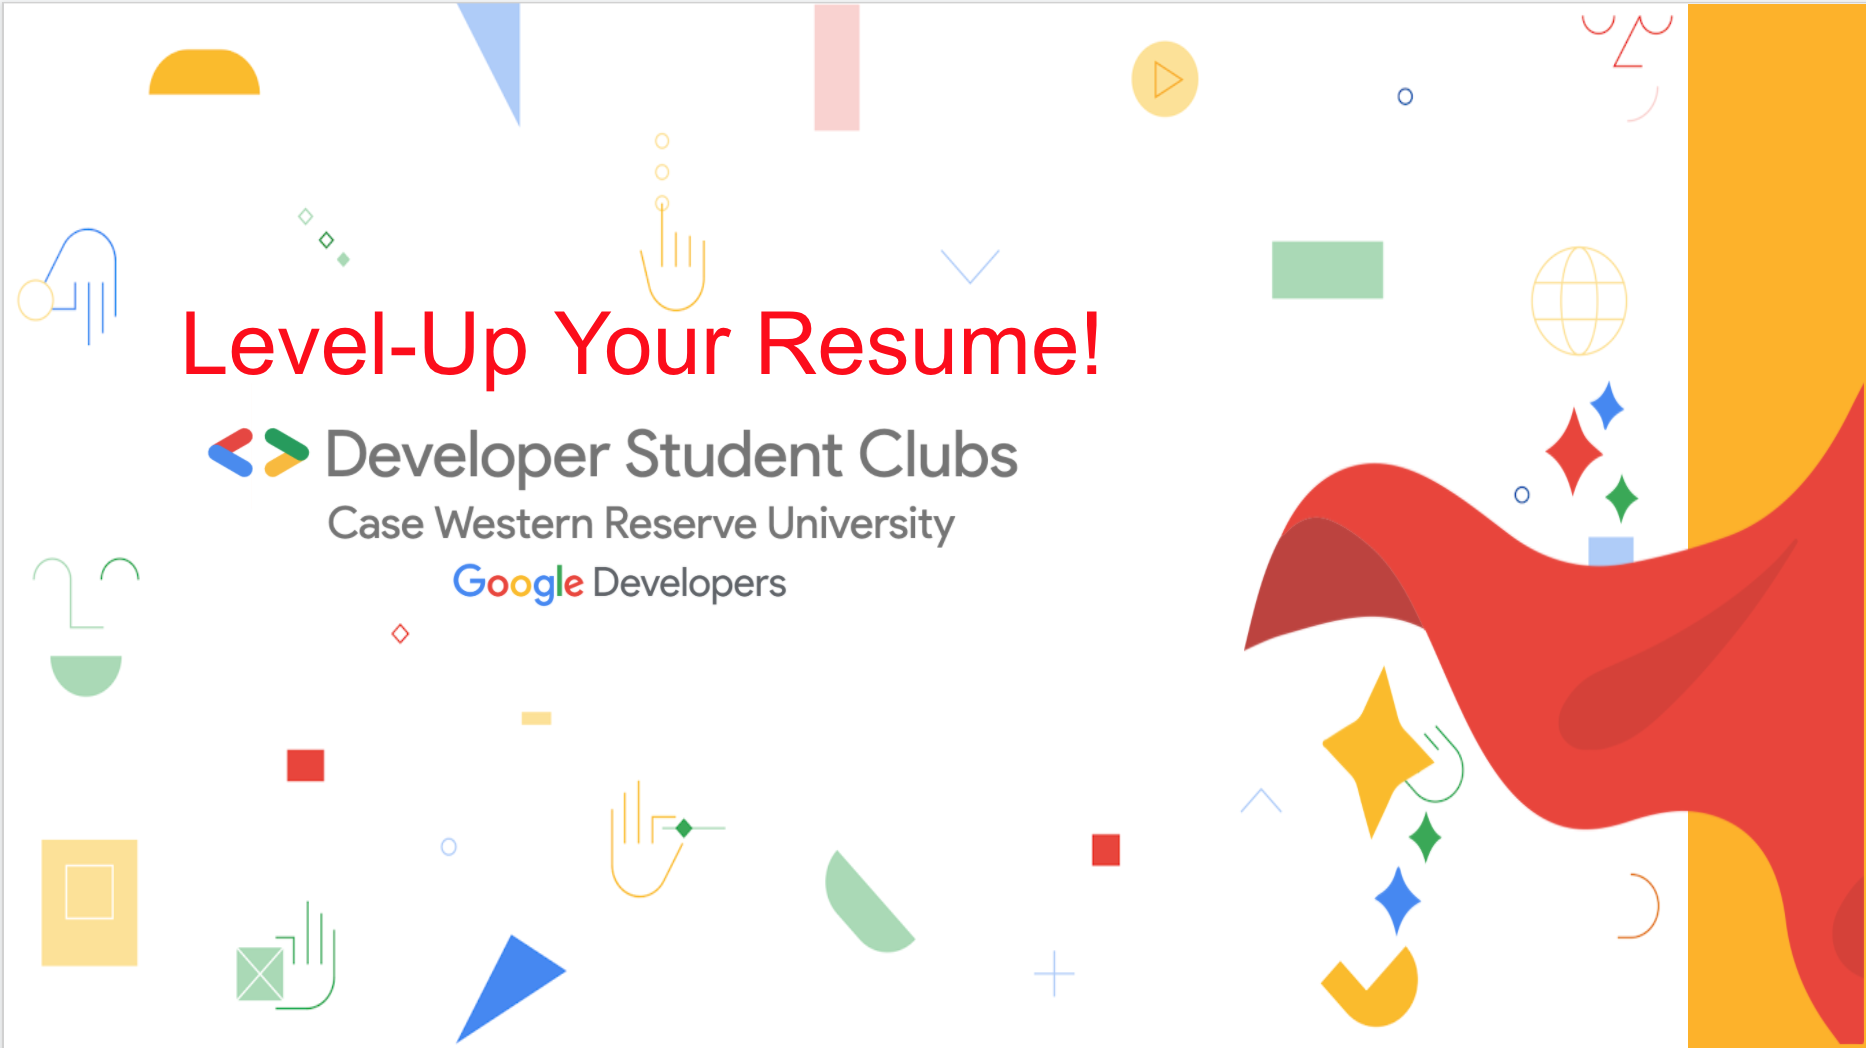 Level-Up Your Resume!
Developer Student Clubs
Case Western Reserve University
Google Developers